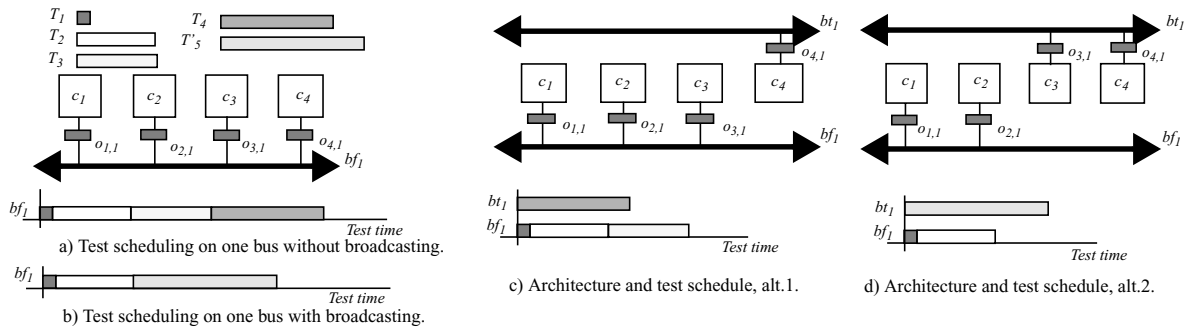 T1
T2
T3
T4
T'5
c1
c2
c3
c4
o1,1
o2,1
o3,1
o4,1
bf1
bf1
Test time
a) Test scheduling on one bus without broadcasting.
bf1
Test time
b) Test scheduling on one bus with broadcasting.
bt1
o4,1
c1
c2
c3
c4
o1,1
o2,1
o3,1
bf1
bt1
bf1
Test time
c) Architecture and test schedule, alt.1.
bt1
o3,1
o4,1
c1
c2
c3
c4
o1,1
o2,1
bf1
bt1
bf1
Test time
d) Architecture and test schedule, alt.2.